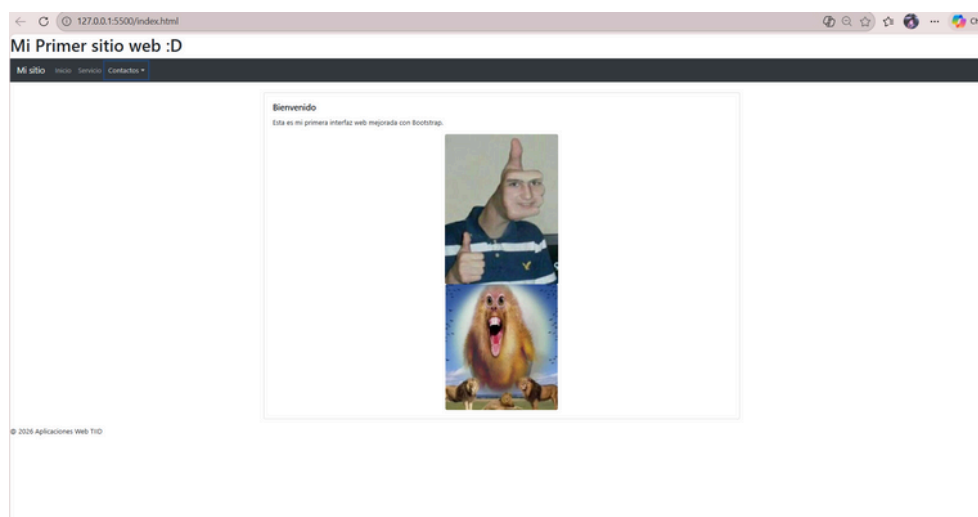 127.0.0.1:5500/index.html
Mi Primer sitio web :D
Mi sitio Inicio Servicio Contactos
Bienvenido
Esta es mi primera interfaz web mejorada con Bootstrap.
© 2026 Aplicaciones Web TIID